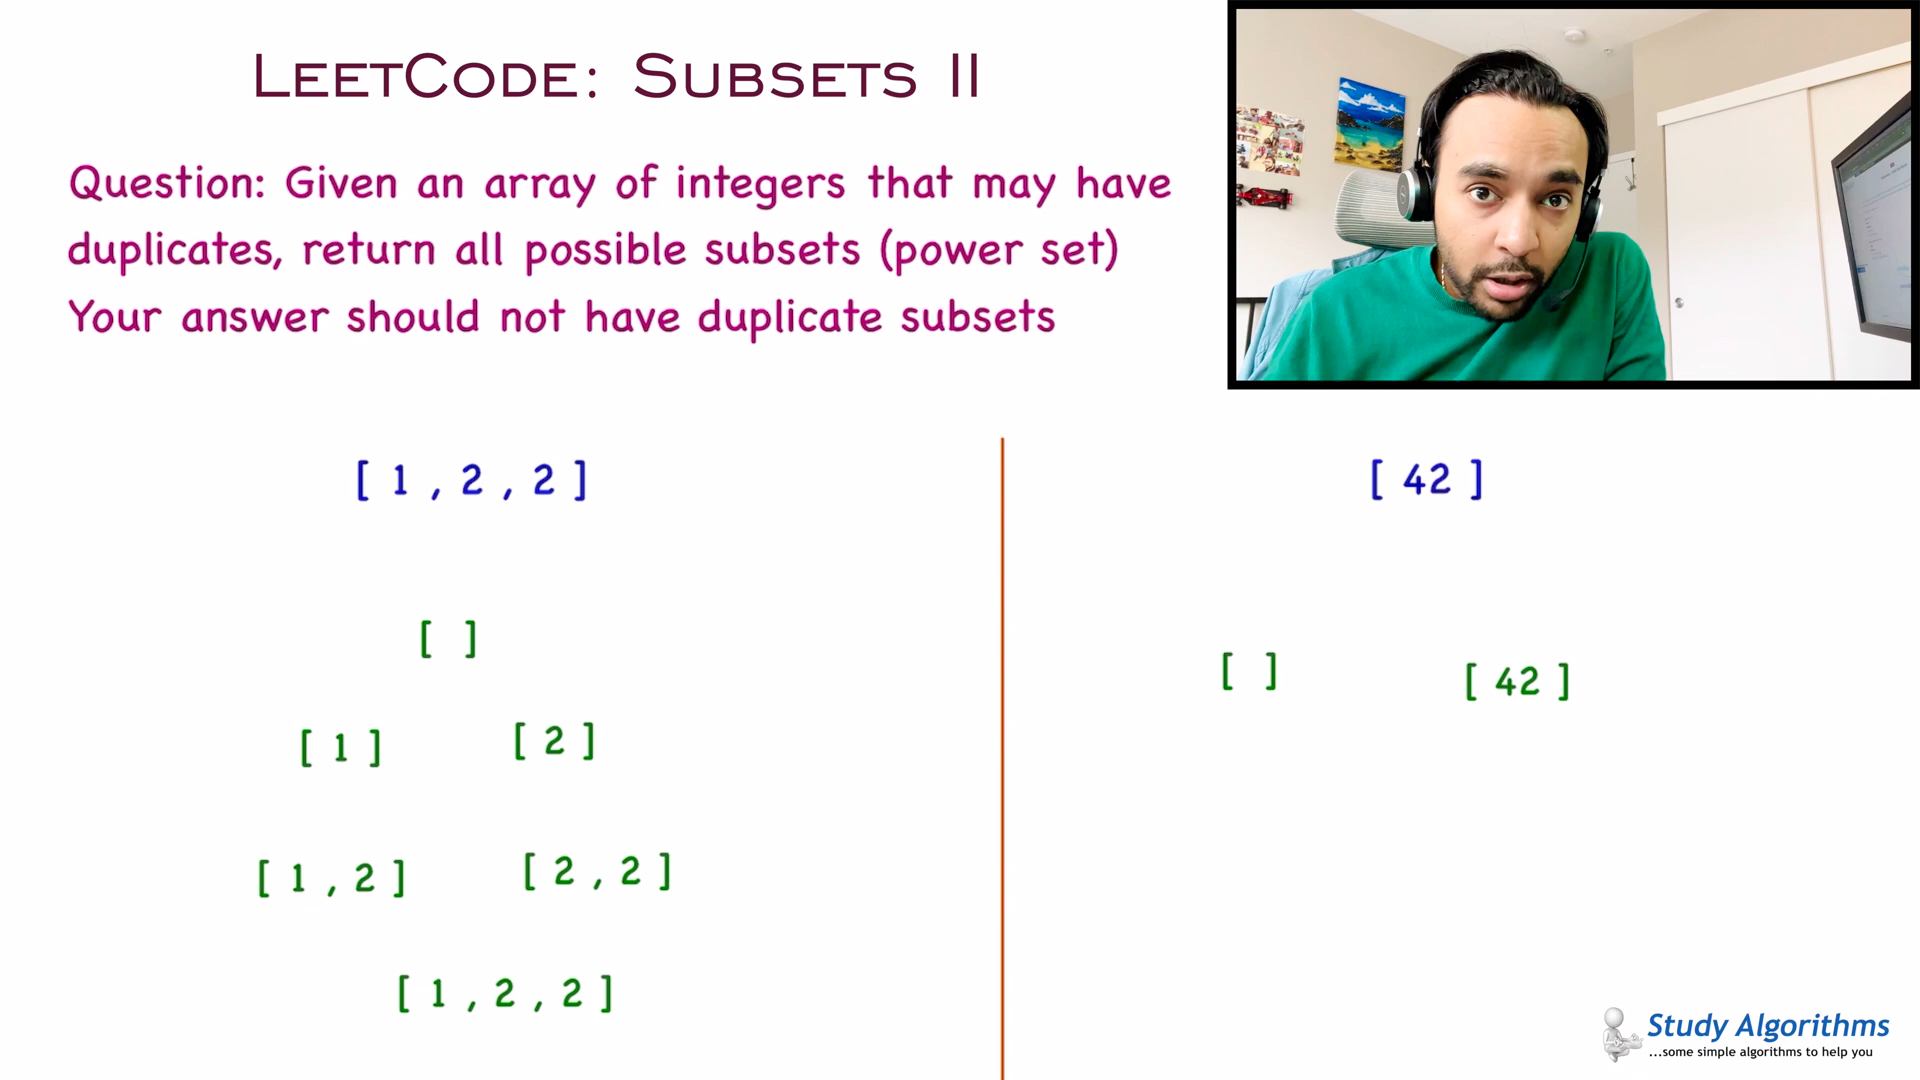 LEETCODE: SUBSETS II
Question: Given an array of integers that may have
duplicates, return all possible subsets (power set)
Your answer should not have duplicate subsets
[ 1 , 2 , 2 ]
[ ]
[ 1 ] [ 2 ]
[ 1 , 2 ] [ 2 , 2 ]
[ 1 , 2 , 2 ]
[ 42 ]
[ ] [ 42 ]
Study Algorithms
...some simple algorithms to help you